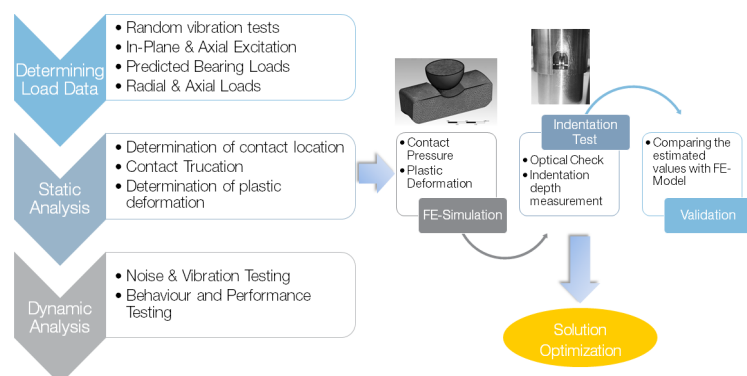 Determining
Load Data
• Random vibration tests
• In-Plane & Axial Excitation
• Predicted Bearing Loads
• Radial & Axial Loads
Static
Analysis
• Determination of contact location
• Contact Trucation
• Determination of plastic
deformation
Dynamic
Analysis
• Noise & Vibration Testing
• Behaviour and Performance
Testing
• Contact
Pressure
• Plastic
Deformation
FE-Simulation
Indentation
Test
• Optical Check
• Indentation
depth
measurement
• Comparing the
estimated
values with FE-
Model
Validation
Solution
Optimization